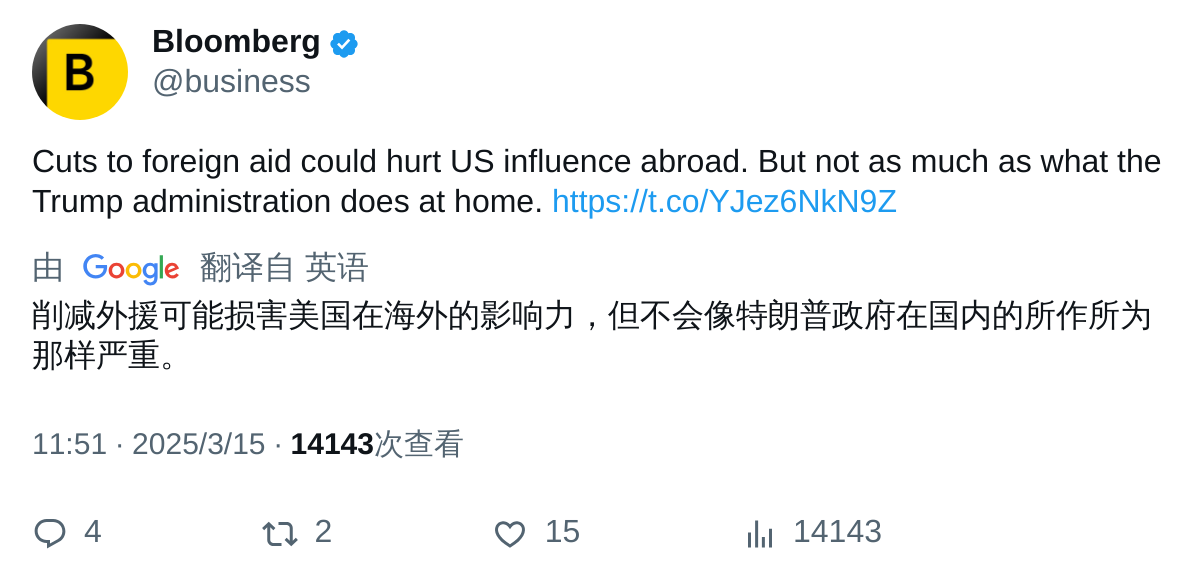 B
Bloomberg
@business
Cuts to foreign aid could hurt US influence abroad. But not as much as what the
Trump administration does at home. https://t.co/YJez6NkN9Z
由 Google 翻译自 英语
削减外援可能损害美国在海外的影响力，但不会像特朗普政府在国内的所作所为
那样严重。
11:51 · 2025/3/15 · 14143次查看
4 2 15 14143